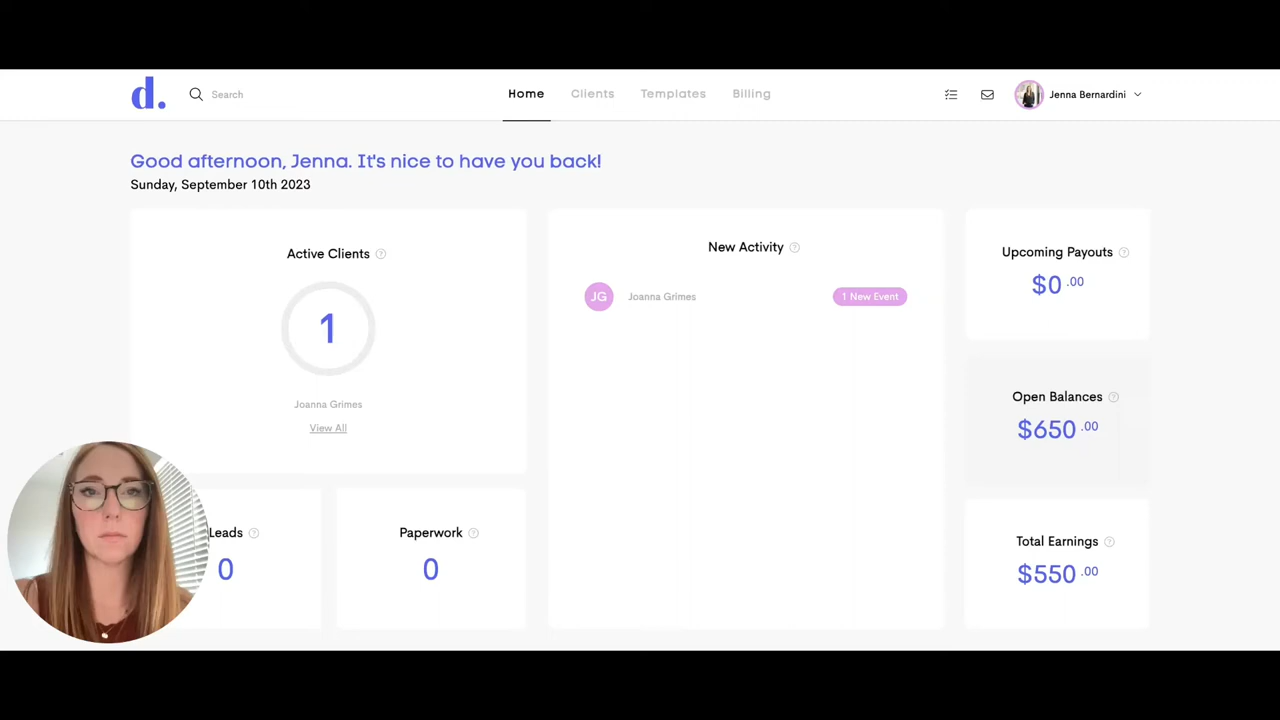 d.
Search
Home
Clients
Templates
Billing
Jenna Bernardini
Good afternoon, Jenna. It's nice to have you back!
Sunday, September 10th 2023
Active Clients
1
Joanna Grimes
View All
Leads
0
Paperwork
0
New Activity
JG Joanna Grimes 1 New Event
Upcoming Payouts
$0.00
Open Balances
$650.00
Total Earnings
$550.00